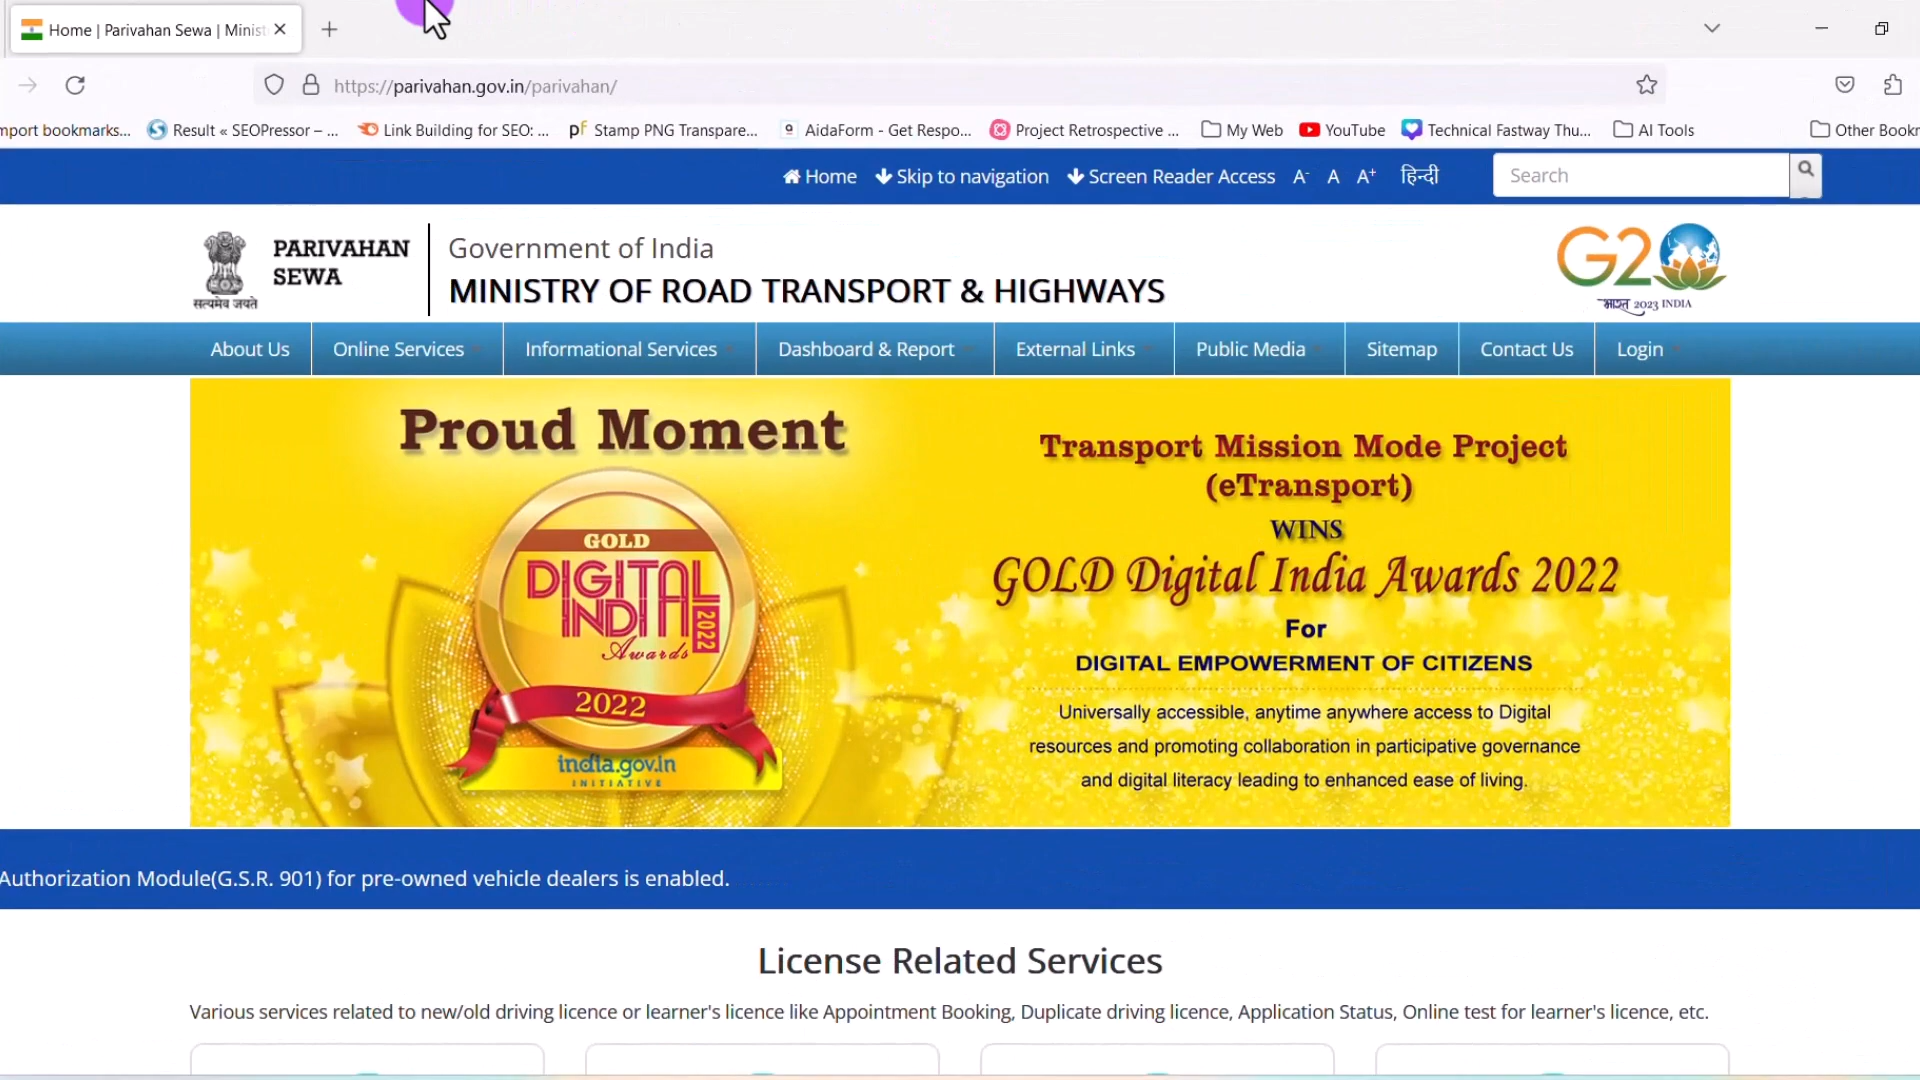 Home | Parivahan Sewa | Minist
https://parivahan.gov.in/parivahan/
mport bookmarks...
Result « SEOPressor – ...
Link Building for SEO: ...
pf Stamp PNG Transpare...
AidaForm - Get Respo...
Project Retrospective ...
My Web
YouTube
Technical Fastway Thu...
AI Tools
Other Bookr
Home
Skip to navigation
Screen Reader Access
A-
A
A+
हिन्दी
Search
सत्यमेव जयते
PARIVAHAN
SEWA
Government of India
MINISTRY OF ROAD TRANSPORT & HIGHWAYS
G20
भारत 2023 INDIA
About Us
Online Services
Informational Services
Dashboard & Report
External Links
Public Media
Sitemap
Contact Us
Login
Proud Moment
GOLD
DIGITAL
INDIA
2022
Awards
2022
india.gov.in
INITIATIVE
Transport Mission Mode Project
(eTransport)
WINS
GOLD Digital India Awards 2022
For
DIGITAL EMPOWERMENT OF CITIZENS
Universally accessible, anytime anywhere access to Digital
resources and promoting collaboration in participative governance
and digital literacy leading to enhanced ease of living.
Authorization Module(G.S.R. 901) for pre-owned vehicle dealers is enabled.
License Related Services
Various services related to new/old driving licence or learner's licence like Appointment Booking, Duplicate driving licence, Application Status, Online test for learner's licence, etc.